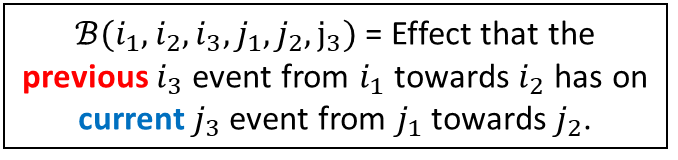 ℬ(i₁, i₂, i₃, j₁, j₂, j₃) = Effect that the
previous i₃ event from i₁ towards i₂ has on
current j₃ event from j₁ towards j₂.